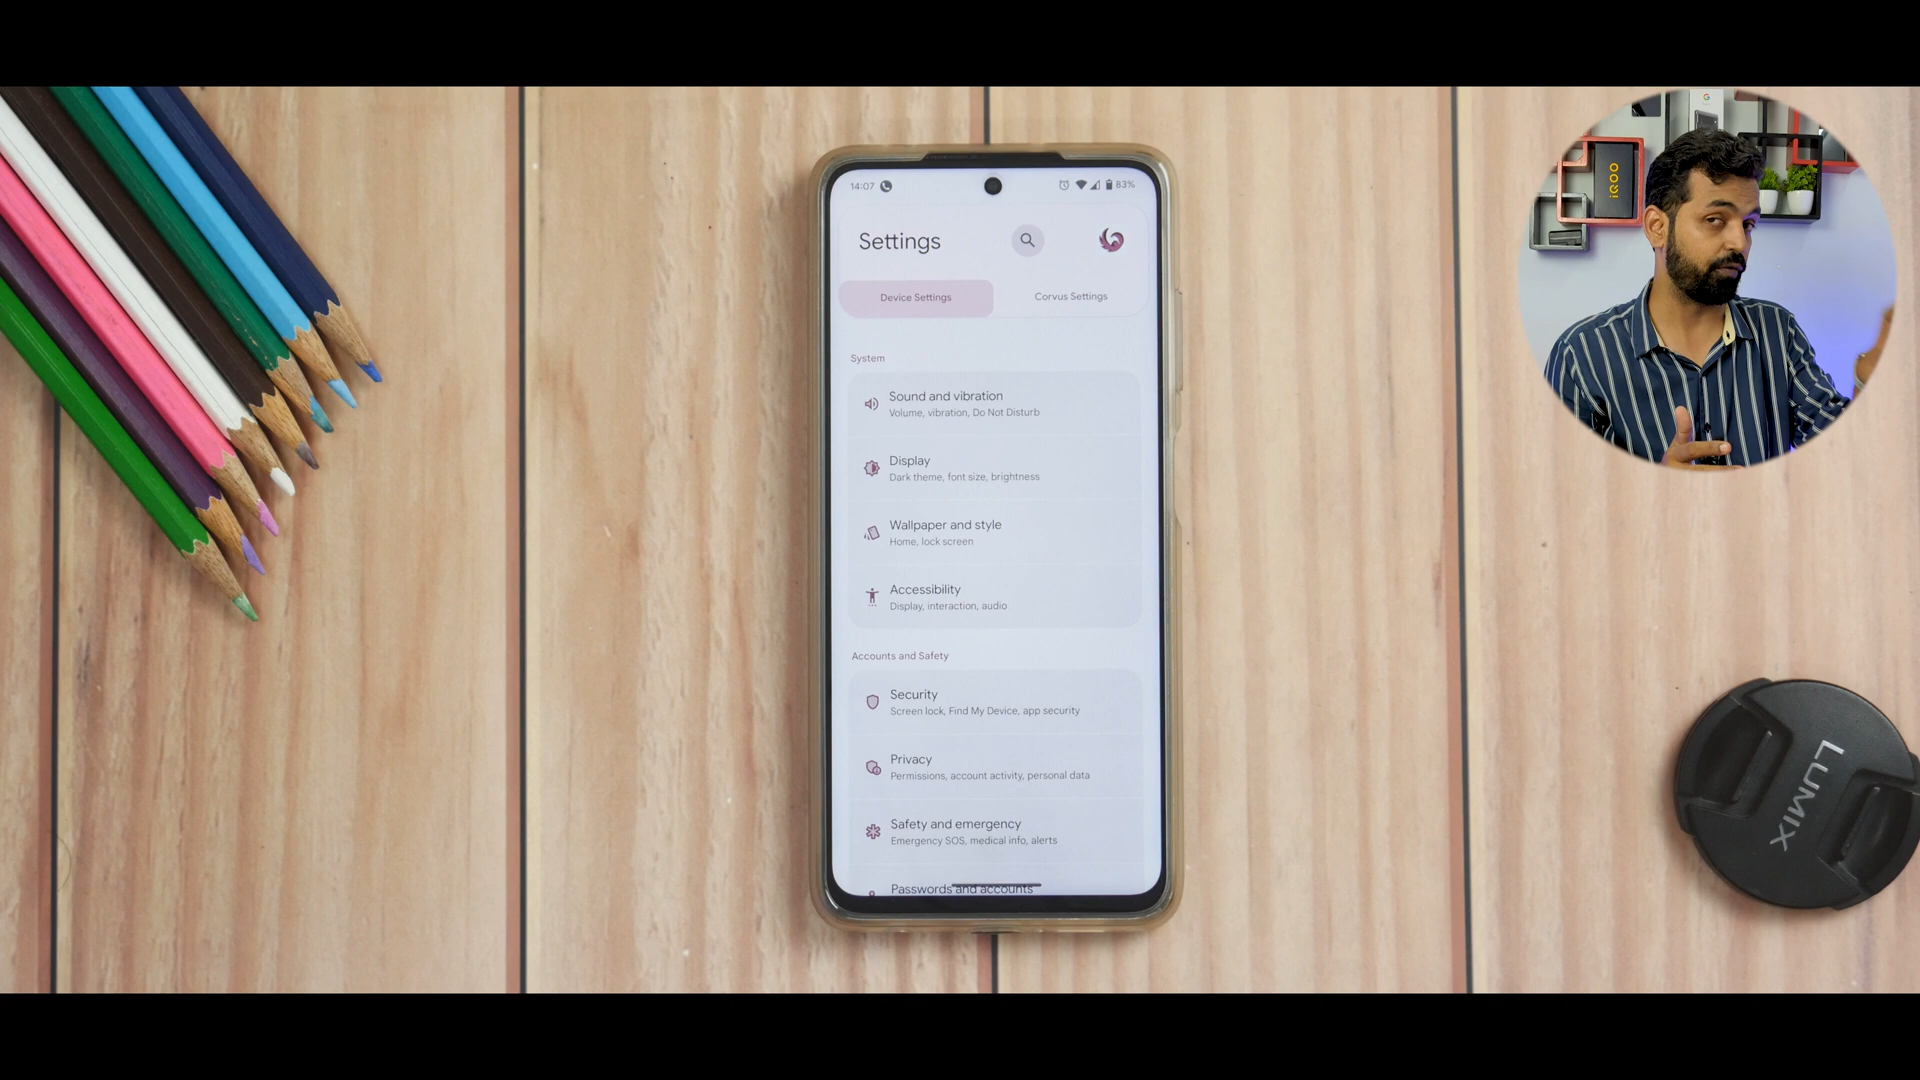 14:07
83%
Settings
Device Settings
Corvus Settings
System
Sound and vibration
Volume, vibration, Do Not Disturb
Display
Dark theme, font size, brightness
Wallpaper and style
Home, lock screen
Accessibility
Display, interaction, audio
Accounts and Safety
Security
Screen lock, Find My Device, app security
Privacy
Permissions, account activity, personal data
Safety and emergency
Emergency SOS, medical info, alerts
Passwords and accounts
iQOO
G
LUMIX